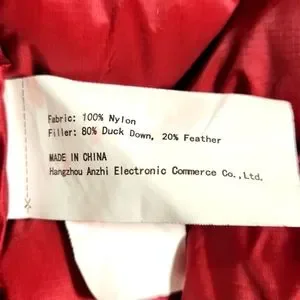 Fabric: 100% Nylon
Filler: 80% Duck Down, 20% Feather
MADE IN CHINA
Hangzhou Anzhi Electronic Commerce Co.,Ltd.